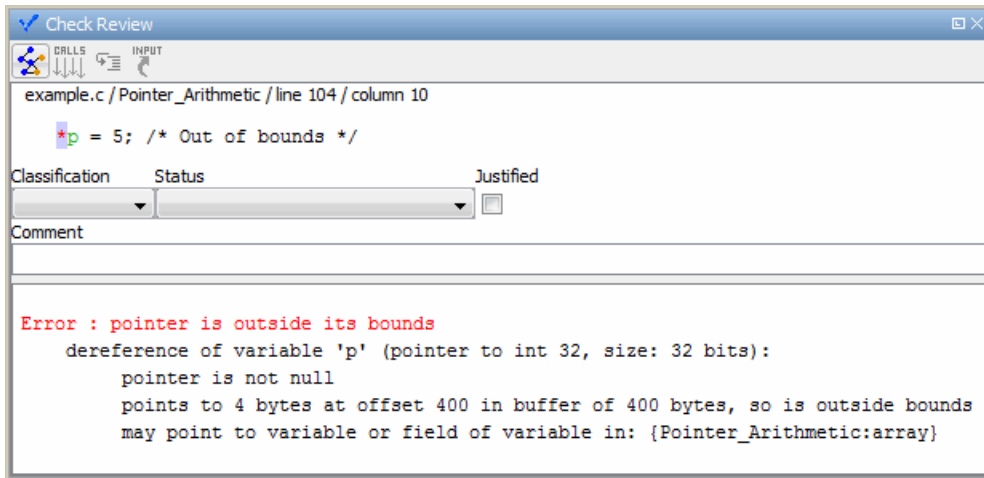 Check Review
CALLS INPUT
example.c / Pointer_Arithmetic / line 104 / column 10
*p = 5; /* Out of bounds */
Classification Status Justified
Comment
Error : pointer is outside its bounds
dereference of variable 'p' (pointer to int 32, size: 32 bits):
pointer is not null
points to 4 bytes at offset 400 in buffer of 400 bytes, so is outside bounds
may point to variable or field of variable in: {Pointer_Arithmetic:array}